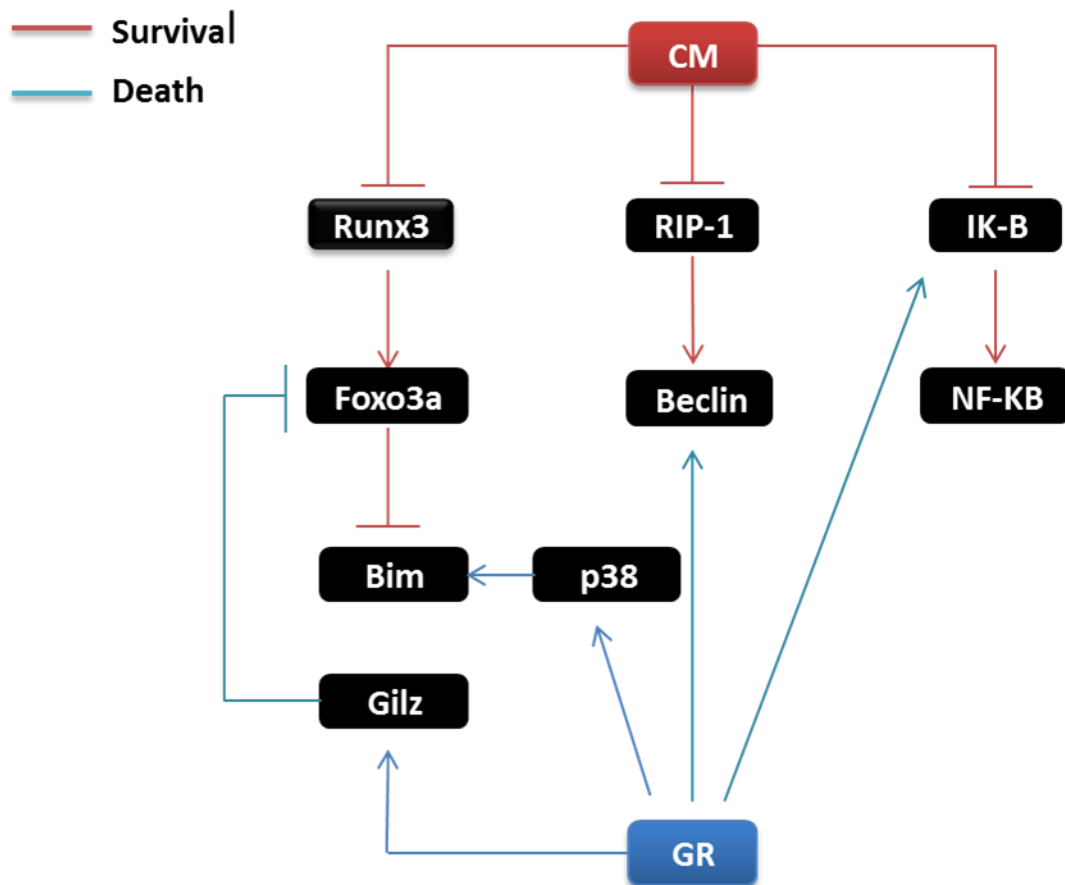 Survival
Death
CM
Runx3
RIP-1
IK-B
Foxo3a
Beclin
NF-KB
Bim
p38
Gilz
GR